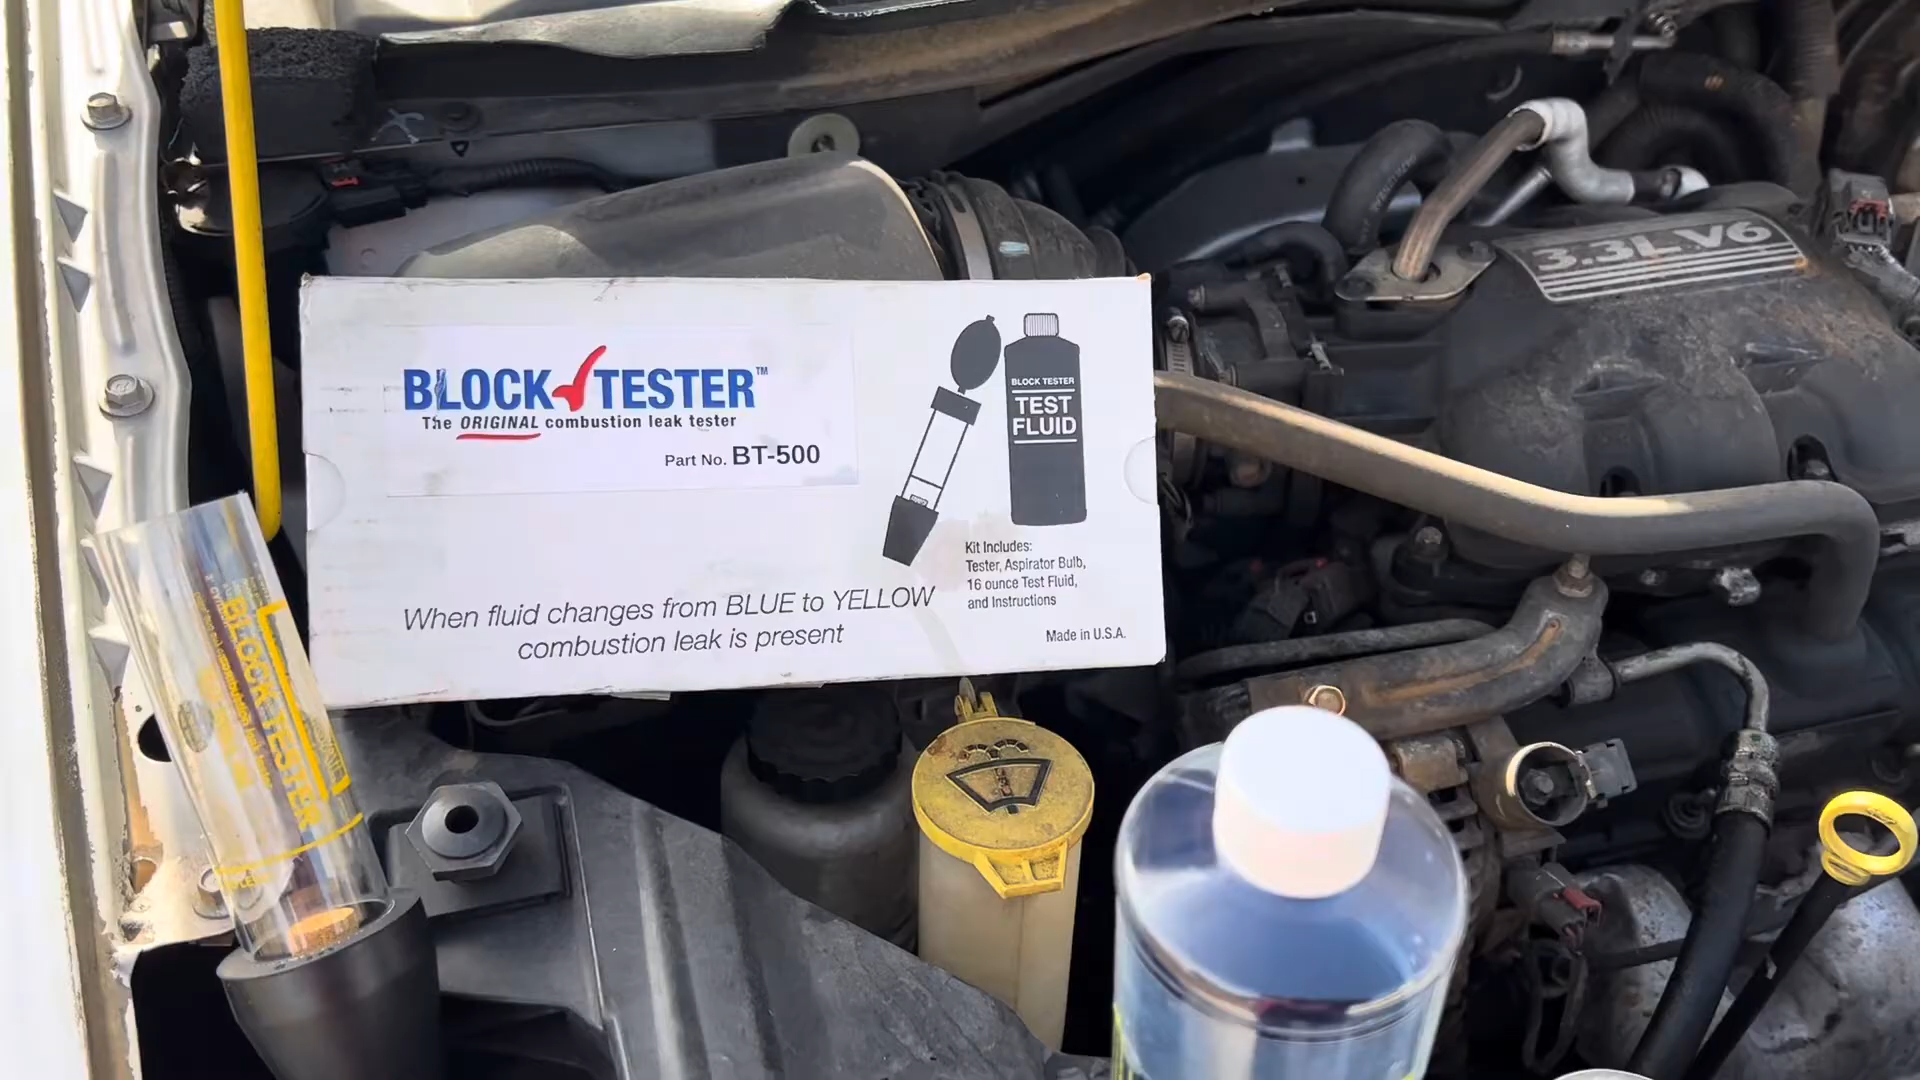 3.3L V6
BLOCK TESTER™
The ORIGINAL combustion leak tester
Part No. BT-500
BLOCK TESTER
TEST
FLUID
Kit Includes:
Tester, Aspirator Bulb,
16 ounce Test Fluid,
and Instructions
When fluid changes from BLUE to YELLOW
combustion leak is present
Made in U.S.A.
BLOCK TESTER